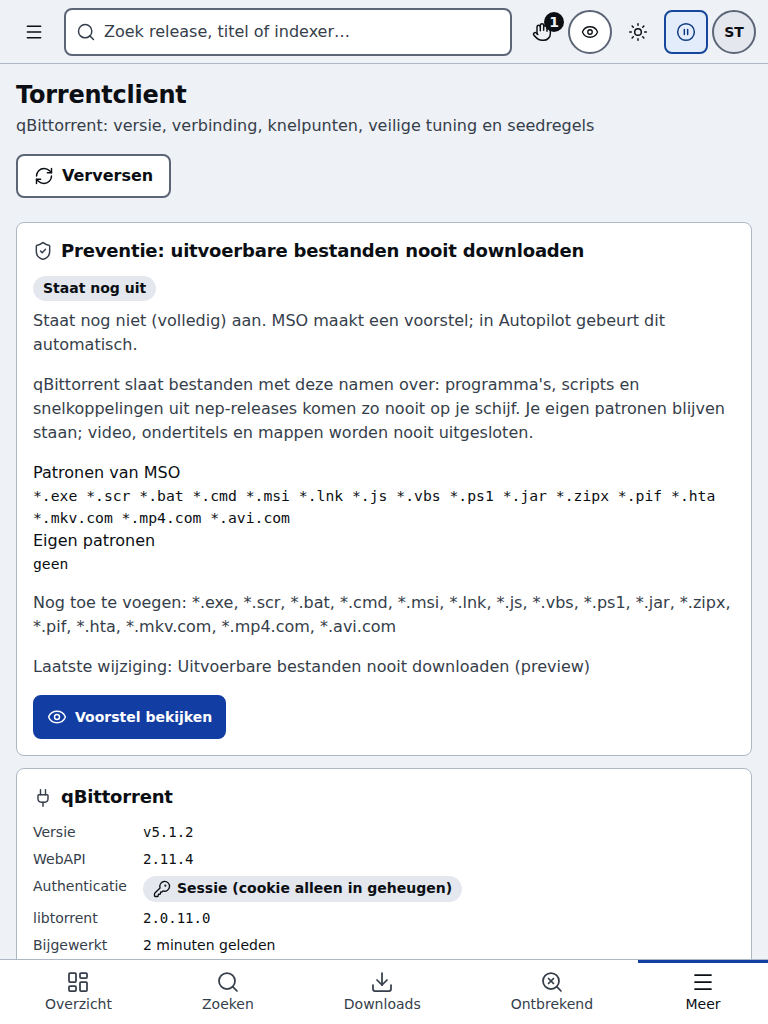 Zoek release, titel of indexer…
1
ST
Torrentclient
qBittorrent: versie, verbinding, knelpunten, veilige tuning en seedregels
Verversen
Preventie: uitvoerbare bestanden nooit downloaden
Staat nog uit
Staat nog niet (volledig) aan. MSO maakt een voorstel; in Autopilot gebeurt dit
automatisch.
qBittorrent slaat bestanden met deze namen over: programma's, scripts en
snelkoppelingen uit nep-releases komen zo nooit op je schijf. Je eigen patronen blijven
staan; video, ondertitels en mappen worden nooit uitgesloten.
Patronen van MSO
*.exe *.scr *.bat *.cmd *.msi *.lnk *.js *.vbs *.ps1 *.jar *.zipx *.pif *.hta
*.mkv.com *.mp4.com *.avi.com
Eigen patronen
geen
Nog toe te voegen: *.exe, *.scr, *.bat, *.cmd, *.msi, *.lnk, *.js, *.vbs, *.ps1, *.jar, *.zipx,
*.pif, *.hta, *.mkv.com, *.mp4.com, *.avi.com
Laatste wijziging: Uitvoerbare bestanden nooit downloaden (preview)
Voorstel bekijken
qBittorrent
Versie v5.1.2
WebAPI 2.11.4
Authenticatie Sessie (cookie alleen in geheugen)
libtorrent 2.0.11.0
Bijgewerkt 2 minuten geleden
Overzicht Zoeken Downloads Ontbrekend Meer